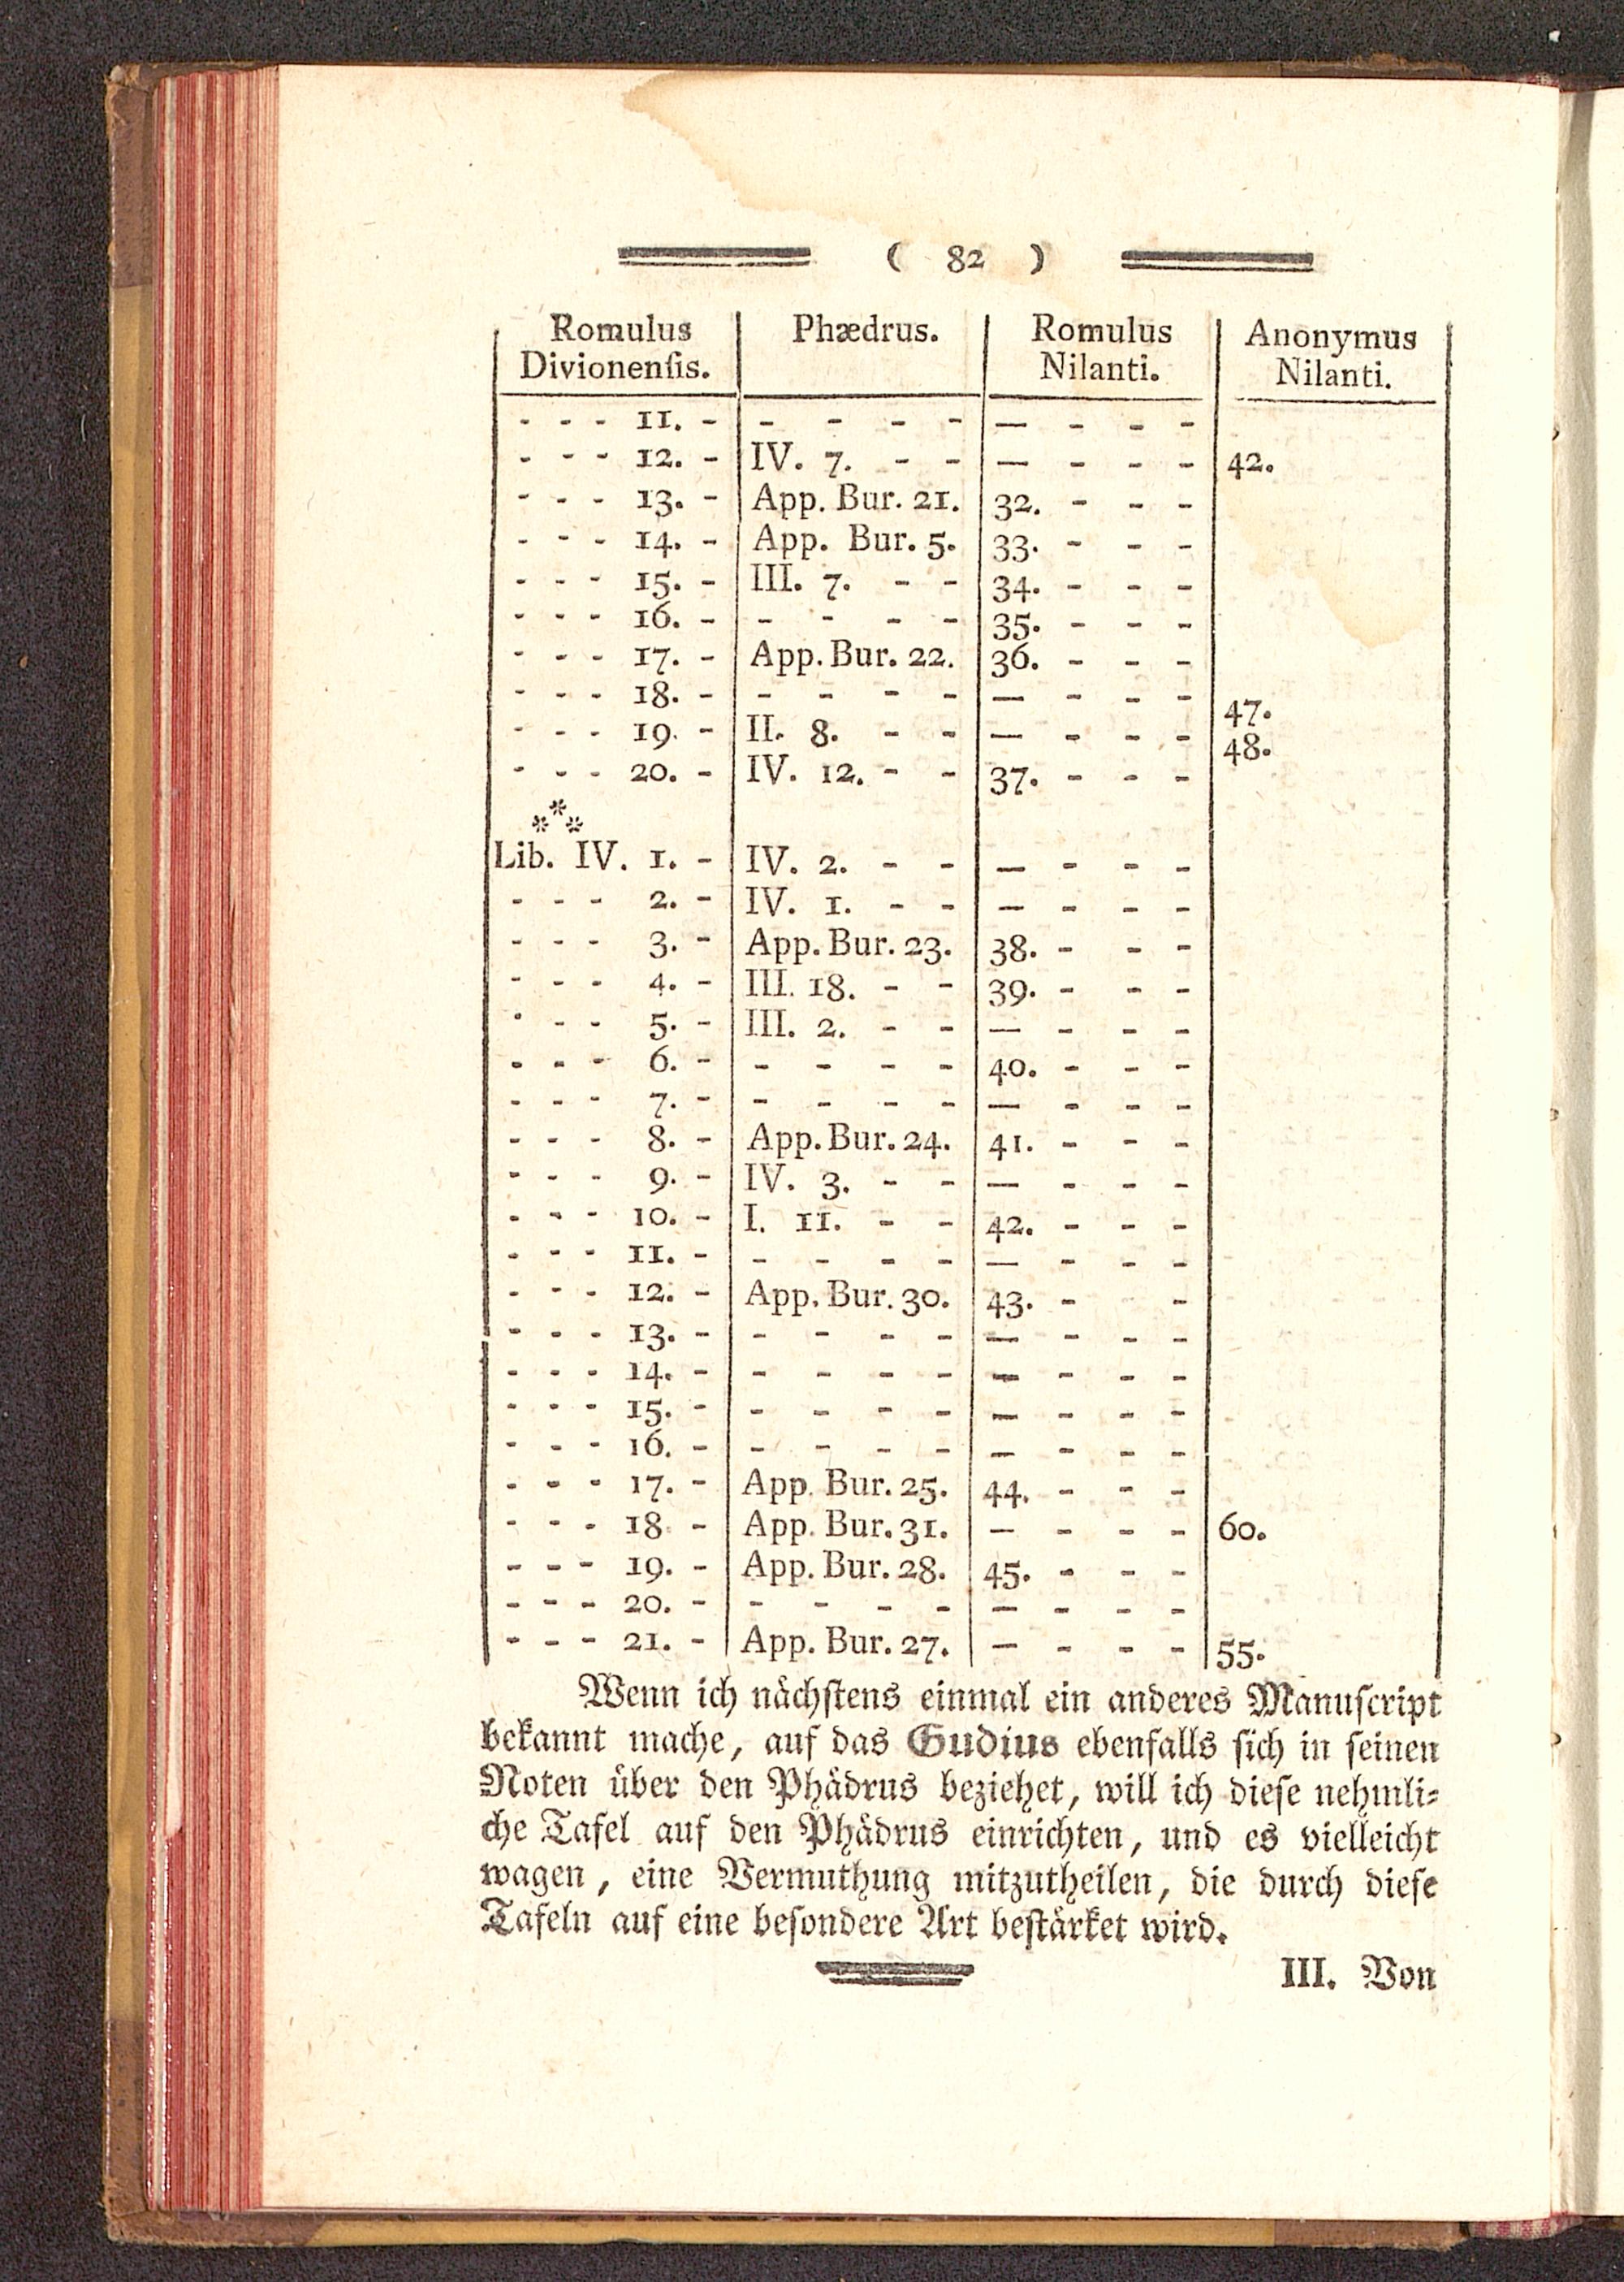 ( 82 )
Romulus Divionenſis. Phædrus. Romulus Nilanti. Anonymus Nilanti.
- - - 11. - - - - - — - - -
- - - 12. - IV. 7. - - — - - - 42.
- - - 13. - App. Bur. 21. 32. - - -
- - - 14. - App. Bur. 5. 33. - - -
- - - 15. - III. 7. - - 34. - - -
- - - 16. - - - - - 35. - - -
- - - 17. - App. Bur. 22. 36. - - -
- - - 18. - - - - - — - - - 47.
- - - 19. - II. 8. - - — - - - 48.
- - - 20. - IV. 12. - - 37. - - -
* * *
Lib. IV. 1. - IV. 2. - - — - - -
- - - 2. - IV. 1. - - — - - -
- - - 3. - App. Bur. 23. 38. - - -
- - - 4. - III. 18. - - 39. - - -
- - - 5. - III. 2. - - — - - -
- - - 6. - - - - - 40. - - -
- - - 7. - - - - - — - - -
- - - 8. - App. Bur. 24. 41. - - -
- - - 9. - IV. 3. - - — - - -
- - - 10. - I. 11. - - 42. - - -
- - - 11. - - - - - — - - -
- - - 12. - App. Bur. 30. 43. - -
- - - 13. - - - - - — - - -
- - - 14. - - - - - — - - -
- - - 15. - - - - - — - - -
- - - 16. - - - - - — - - -
- - - 17. - App. Bur. 25. 44. - - -
- - - 18. - App. Bur. 31. — - - - 60.
- - - 19. - App. Bur. 28. 45. - - -
- - - 20. - - - - - — - - -
- - - 21. - App. Bur. 27. — - - - 55.
Wenn ich nächſtens einmal ein anderes Manuſcript
bekannt mache, auf das Gudius ebenfalls ſich in ſeinen
Noten über den Phädrus beziehet, will ich dieſe nehmli-
che Tafel auf den Phädrus einrichten, und es vielleicht
wagen, eine Vermuthung mitzutheilen, die durch dieſe
Tafeln auf eine beſondere Art beſtärket wird.
III. Von